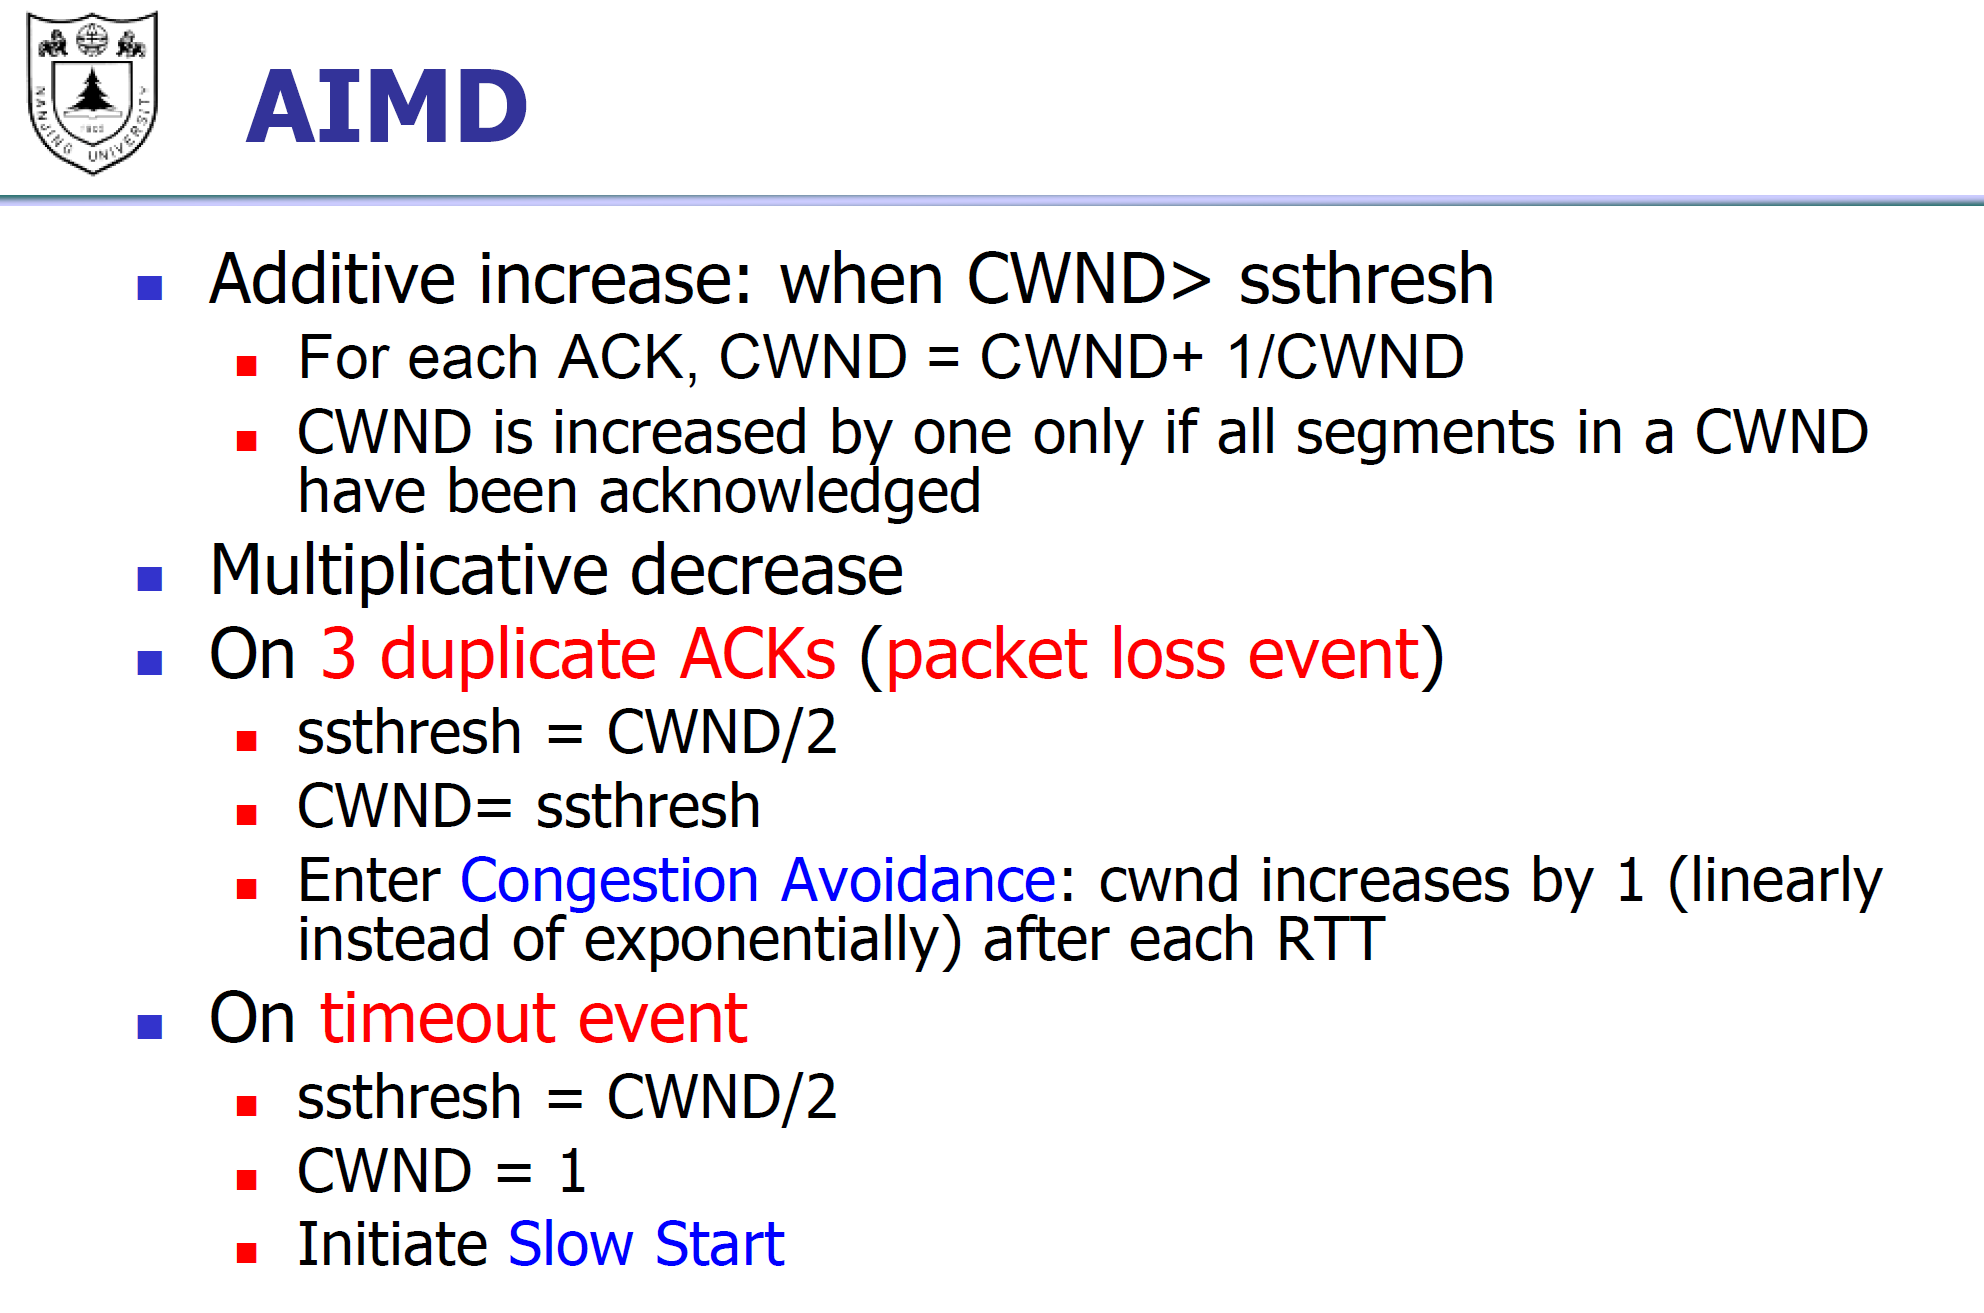 NANJING UNIVERSITY
1902
AIMD
Additive increase: when CWND> ssthresh
For each ACK, CWND = CWND+ 1/CWND
CWND is increased by one only if all segments in a CWND
have been acknowledged
Multiplicative decrease
On 3 duplicate ACKs (packet loss event)
ssthresh = CWND/2
CWND= ssthresh
Enter Congestion Avoidance: cwnd increases by 1 (linearly
instead of exponentially) after each RTT
On timeout event
ssthresh = CWND/2
CWND = 1
Initiate Slow Start